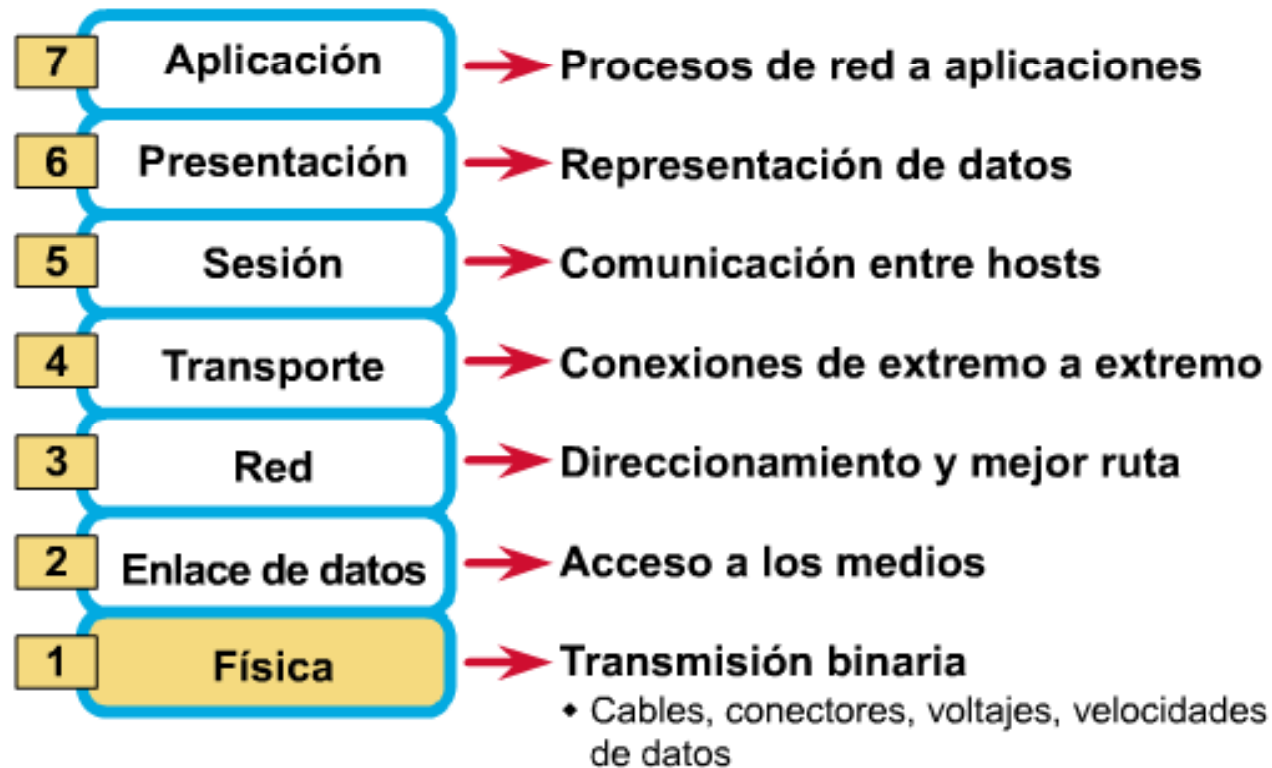 7 Aplicación Procesos de red a aplicaciones
6 Presentación Representación de datos
5 Sesión Comunicación entre hosts
4 Transporte Conexiones de extremo a extremo
3 Red Direccionamiento y mejor ruta
2 Enlace de datos Acceso a los medios
1 Física Transmisión binaria
Cables, conectores, voltajes, velocidades
de datos